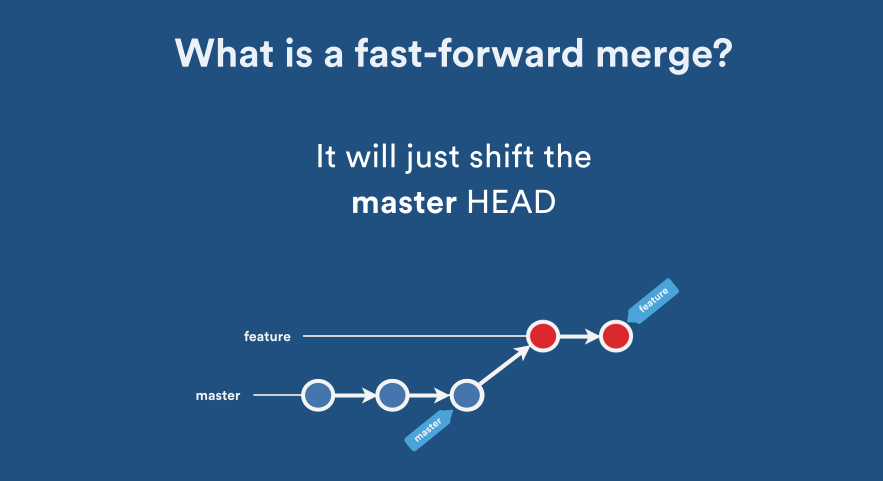 What is a fast-forward merge?
It will just shift the
master HEAD
feature
feature
master
master